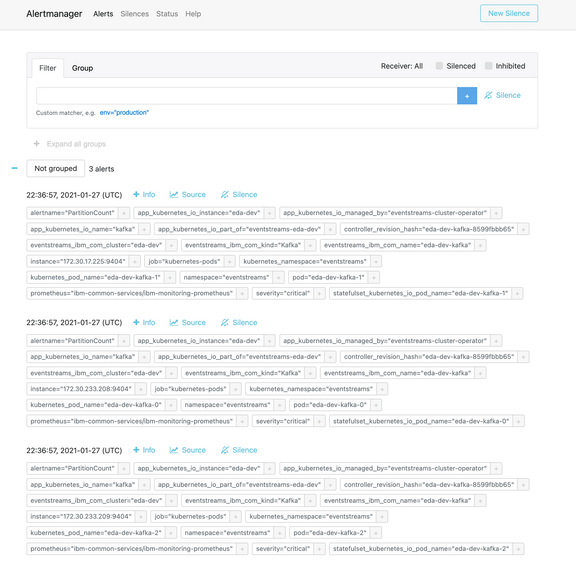 Alertmanager Alerts Silences Status Help New Silence
Filter Group Receiver: All Silenced Inhibited
+ Silence
Custom matcher, e.g. env="production"
+ Expand all groups
− Not grouped 3 alerts
22:36:57, 2021-01-27 (UTC) + Info Source Silence
alertname="PartitionCount" + app_kubernetes_io_instance="eda-dev" + app_kubernetes_io_managed_by="eventstreams-cluster-operator" +
app_kubernetes_io_name="kafka" + app_kubernetes_io_part_of="eventstreams-eda-dev" + controller_revision_hash="eda-dev-kafka-8599fbbb65" +
eventstreams_ibm_com_cluster="eda-dev" + eventstreams_ibm_com_kind="Kafka" + eventstreams_ibm_com_name="eda-dev-kafka" +
instance="172.30.17.225:9404" + job="kubernetes-pods" + kubernetes_namespace="eventstreams" +
kubernetes_pod_name="eda-dev-kafka-1" + namespace="eventstreams" + pod="eda-dev-kafka-1" +
prometheus="ibm-common-services/ibm-monitoring-prometheus" + severity="critical" + statefulset_kubernetes_io_pod_name="eda-dev-kafka-1" +
22:36:57, 2021-01-27 (UTC) + Info Source Silence
alertname="PartitionCount" + app_kubernetes_io_instance="eda-dev" + app_kubernetes_io_managed_by="eventstreams-cluster-operator" +
app_kubernetes_io_name="kafka" + app_kubernetes_io_part_of="eventstreams-eda-dev" + controller_revision_hash="eda-dev-kafka-8599fbbb65" +
eventstreams_ibm_com_cluster="eda-dev" + eventstreams_ibm_com_kind="Kafka" + eventstreams_ibm_com_name="eda-dev-kafka" +
instance="172.30.233.208:9404" + job="kubernetes-pods" + kubernetes_namespace="eventstreams" +
kubernetes_pod_name="eda-dev-kafka-0" + namespace="eventstreams" + pod="eda-dev-kafka-0" +
prometheus="ibm-common-services/ibm-monitoring-prometheus" + severity="critical" + statefulset_kubernetes_io_pod_name="eda-dev-kafka-0" +
22:36:57, 2021-01-27 (UTC) + Info Source Silence
alertname="PartitionCount" + app_kubernetes_io_instance="eda-dev" + app_kubernetes_io_managed_by="eventstreams-cluster-operator" +
app_kubernetes_io_name="kafka" + app_kubernetes_io_part_of="eventstreams-eda-dev" + controller_revision_hash="eda-dev-kafka-8599fbbb65" +
eventstreams_ibm_com_cluster="eda-dev" + eventstreams_ibm_com_kind="Kafka" + eventstreams_ibm_com_name="eda-dev-kafka" +
instance="172.30.233.209:9404" + job="kubernetes-pods" + kubernetes_namespace="eventstreams" +
kubernetes_pod_name="eda-dev-kafka-2" + namespace="eventstreams" + pod="eda-dev-kafka-2" +
prometheus="ibm-common-services/ibm-monitoring-prometheus" + severity="critical" + statefulset_kubernetes_io_pod_name="eda-dev-kafka-2" +